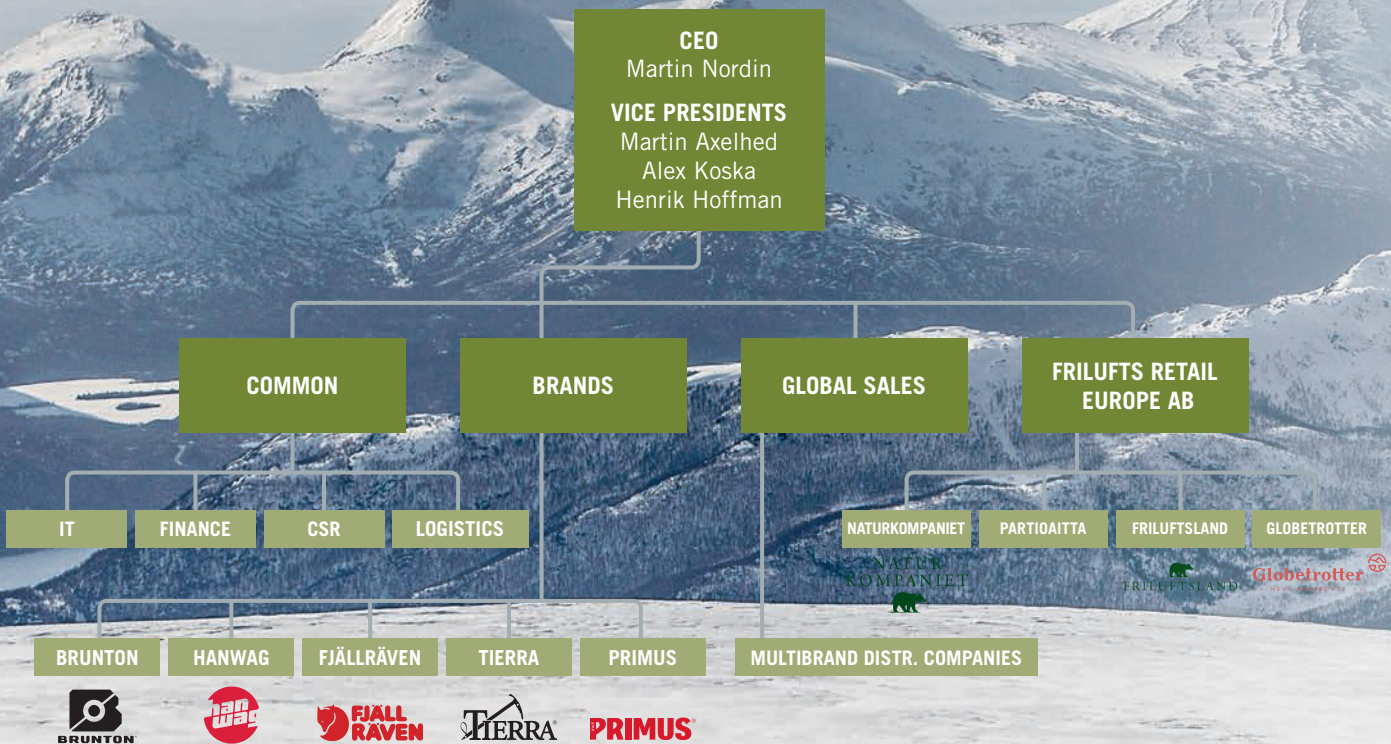 CEO
Martin Nordin
VICE PRESIDENTS
Martin Axelhed
Alex Koska
Henrik Hoffman
COMMON
BRANDS
GLOBAL SALES
FRILUFTS RETAIL
EUROPE AB
IT
FINANCE
CSR
LOGISTICS
NATURKOMPANIET
PARTIOAITTA
FRILUFTSLAND
GLOBETROTTER
NATUR
KOMPANIET
FRILUFTSLAND
Globetrotter
BRUNTON
HANWAG
FJÄLLRÄVEN
TIERRA
PRIMUS
MULTIBRAND DISTR. COMPANIES
BRUNTON
han
wag
FJÄLL
RÄVEN
TIERRA®
PRIMUS®